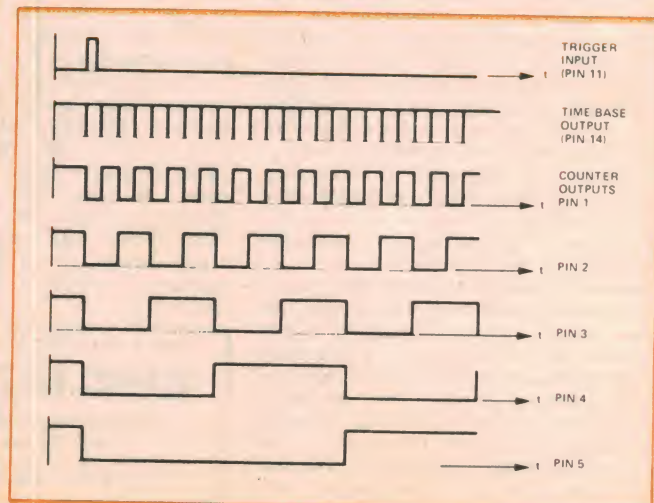 TRIGGER
INPUT
t (PIN 11)
TIME BASE
OUTPUT
(PIN 14)
COUNTER
OUTPUTS
t PIN 1
t PIN 2
t PIN 3
t PIN 4
t PIN 5